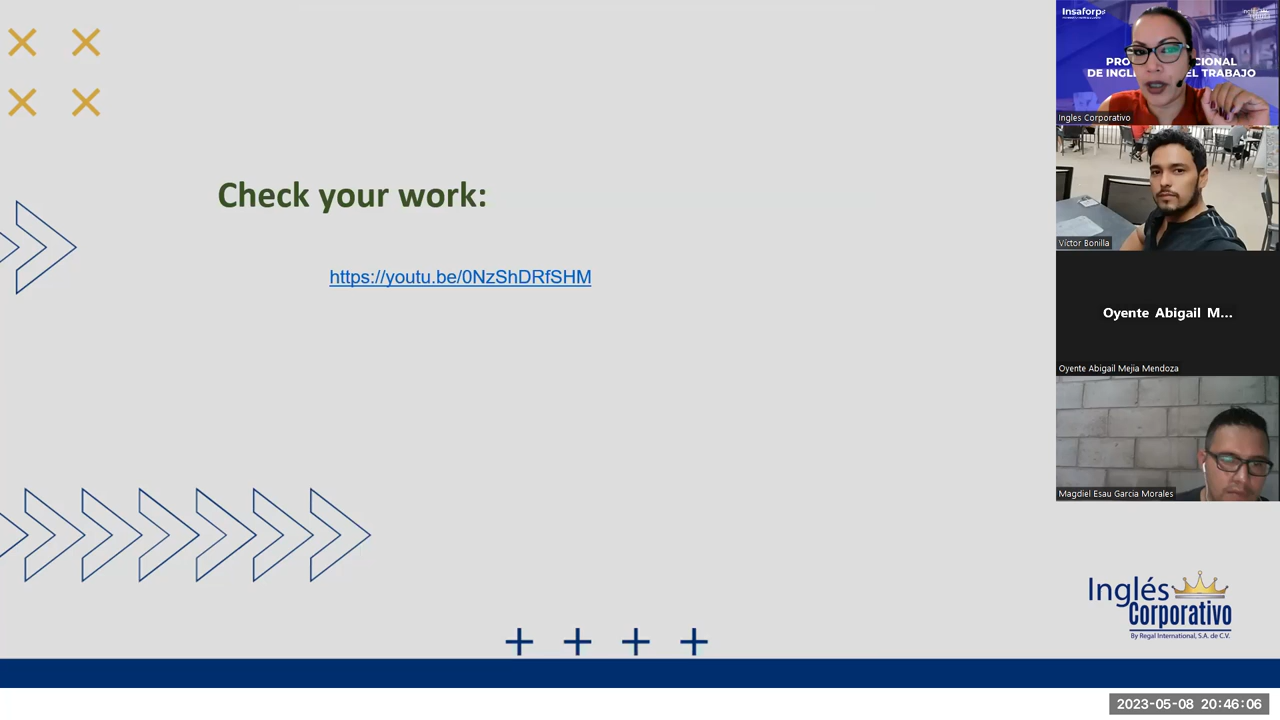 Check your work:
https://youtu.be/0NzShDRfSHM
Insaforp
PRO CIONAL
DE INGL EL TRABAJO
Ingles Corporativo
Víctor Bonilla
Oyente Abigail M...
Oyente Abigail Mejia Mendoza
Magdiel Esau Garcia Morales
Inglés
Corporativo
By Regal International, S.A. de C.V.
2023-05-08 20:46:06